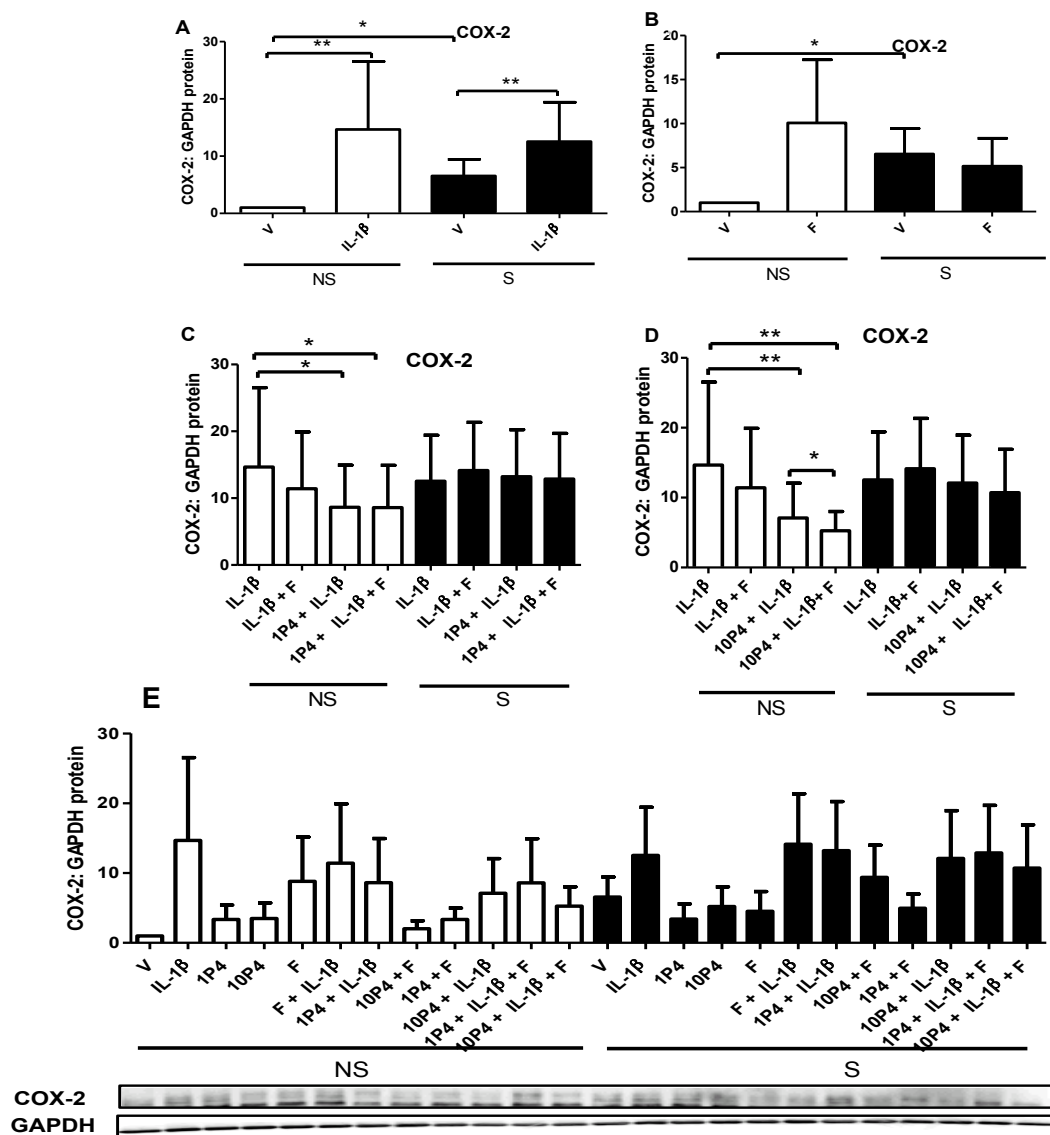 A
COX-2
*
**
**
COX-2: GAPDH protein
30
20
10
0
V
IL-1β
V
IL-1β
NS
S
B
COX-2
*
COX-2: GAPDH protein
20
15
10
5
0
V
F
V
F
NS
S
C
COX-2
*
*
COX-2: GAPDH protein
30
20
10
0
IL-1β
IL-1β + F
1P4 + IL-1β
1P4 + IL-1β + F
IL-1β
IL-1β + F
1P4 + IL-1β
1P4 + IL-1β + F
NS
S
D
COX-2
**
**
*
COX-2: GAPDH protein
30
20
10
0
IL-1β
IL-1β + F
10P4 + IL-1β
10P4 + IL-1β + F
IL-1β
IL-1β + F
10P4 + IL-1β
10P4 + IL-1β + F
NS
S
E
COX-2: GAPDH protein
30
20
10
0
V
IL-1β
1P4
10P4
F
F + IL-1β
1P4 + IL-1β
10P4 + F
1P4 + F
10P4 + IL-1β
1P4 + IL-1β + F
10P4 + IL-1β + F
V
IL-1β
1P4
10P4
F
F + IL-1β
1P4 + IL-1β
10P4 + F
1P4 + F
10P4 + IL-1β
1P4 + IL-1β + F
10P4 + IL-1β + F
NS
S
COX-2
GAPDH